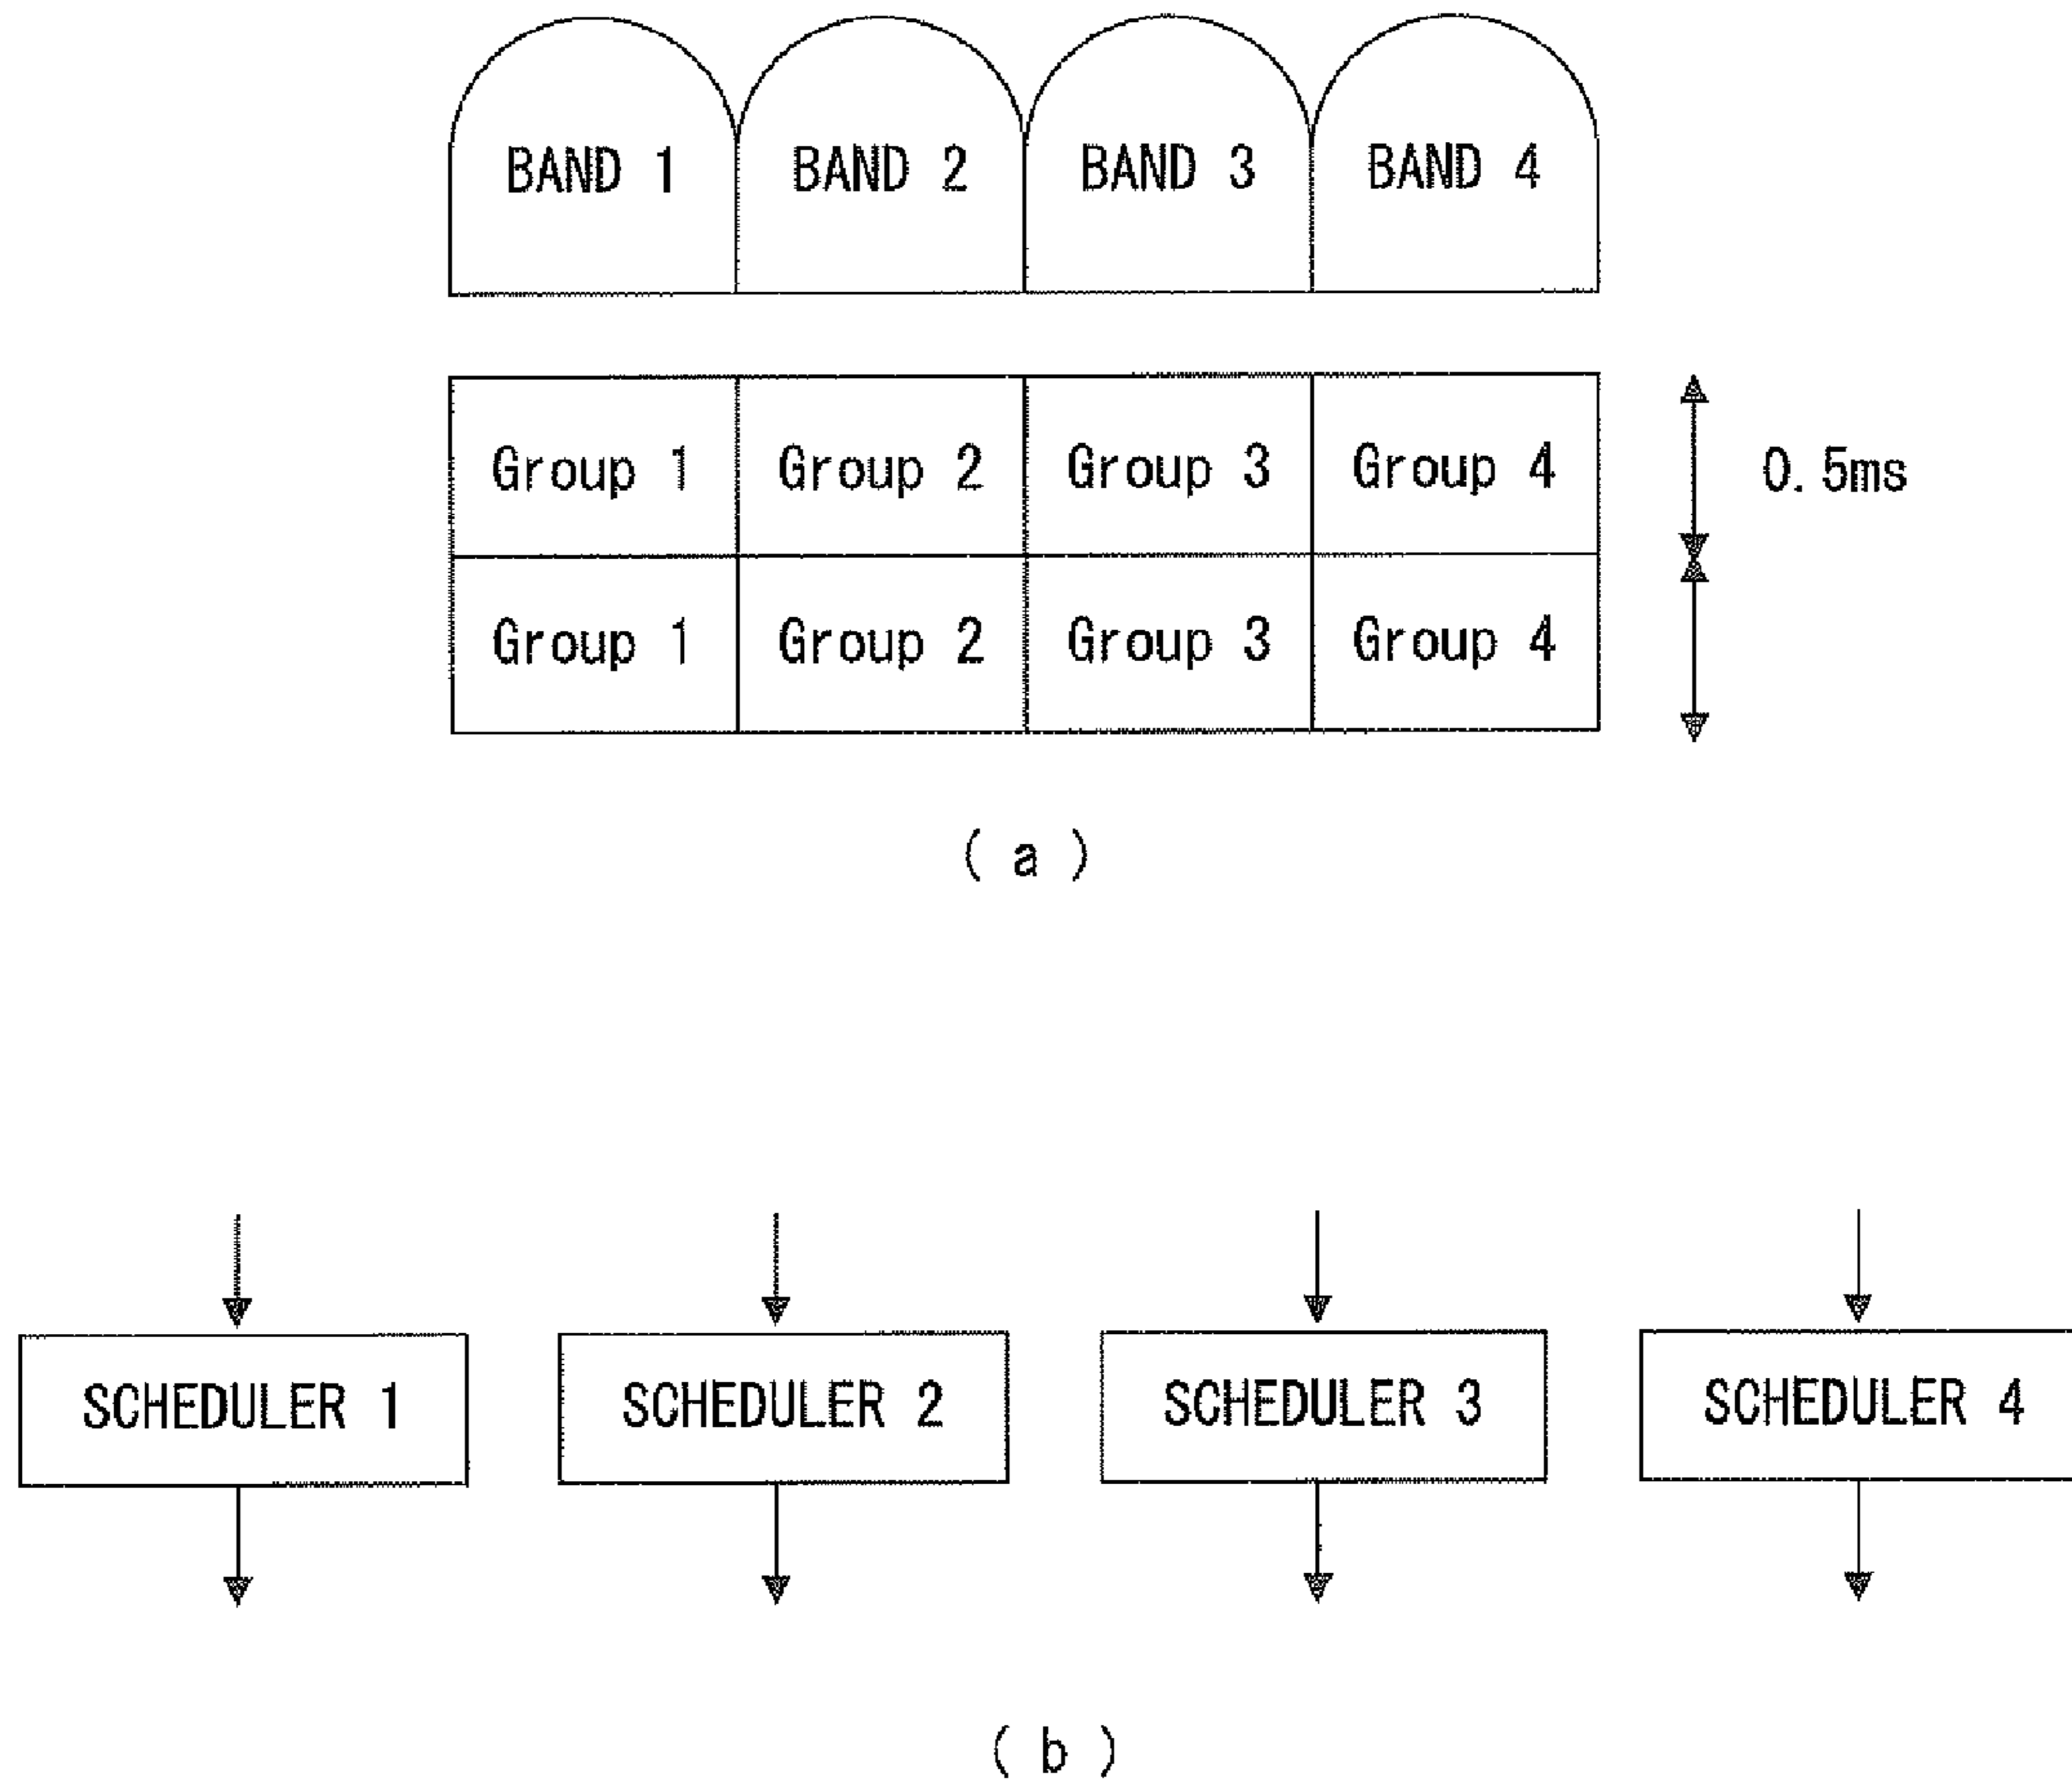 BAND 1 BAND 2 BAND 3 BAND 4
Group 1 Group 2 Group 3 Group 4 0.5ms
Group 1 Group 2 Group 3 Group 4
( a )
SCHEDULER 1 SCHEDULER 2 SCHEDULER 3 SCHEDULER 4
( b )